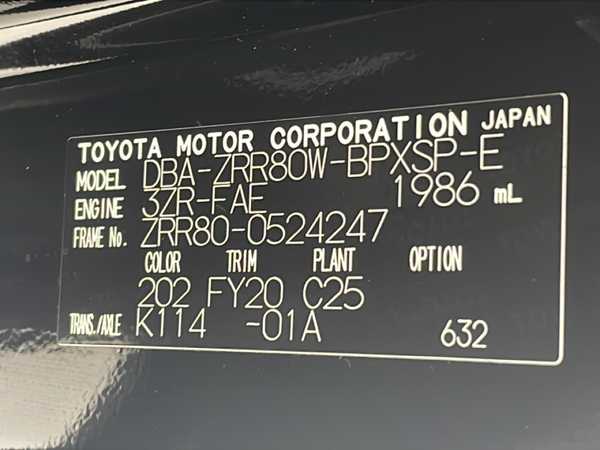 TOYOTA MOTOR CORPORATION JAPAN
MODEL DBA-ZRR80W-BPXSP-E
ENGINE 3ZR-FAE 1986 mL
FRAME No. ZRR80-0524247
COLOR TRIM PLANT OPTION
202 FY20 C25
TRANS./AXLE K114 -01A 632